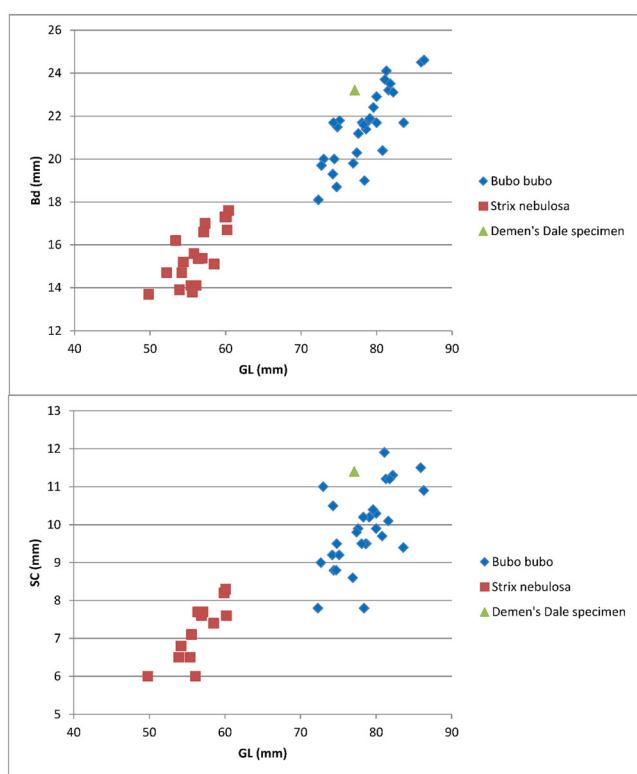 26
24
22
20
18
16
14
12
Bd (mm)
40 50 60 70 80 90
GL (mm)
Bubo bubo
Strix nebulosa
Demen's Dale specimen
13
12
11
10
9
8
7
6
5
SC (mm)
40 50 60 70 80 90
GL (mm)
Bubo bubo
Strix nebulosa
Demen's Dale specimen